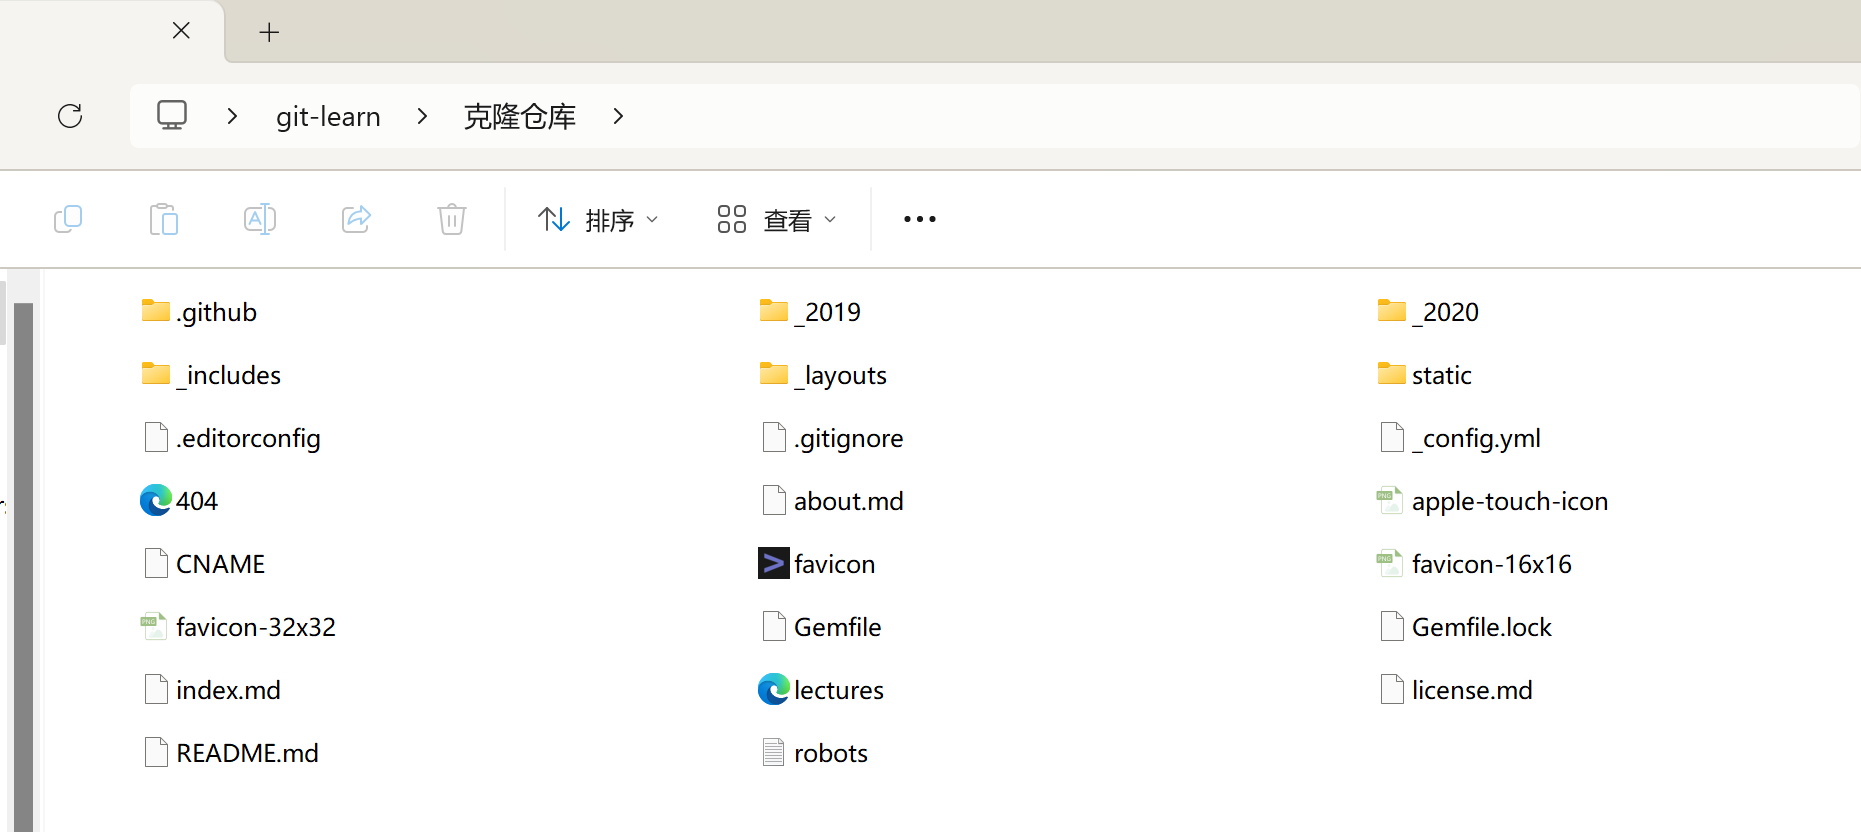 git-learn 克隆仓库
排序 查看
.github _2019 _2020
_includes _layouts static
.editorconfig .gitignore _config.yml
404 about.md apple-touch-icon
CNAME favicon favicon-16x16
favicon-32x32 Gemfile Gemfile.lock
index.md lectures license.md
README.md robots